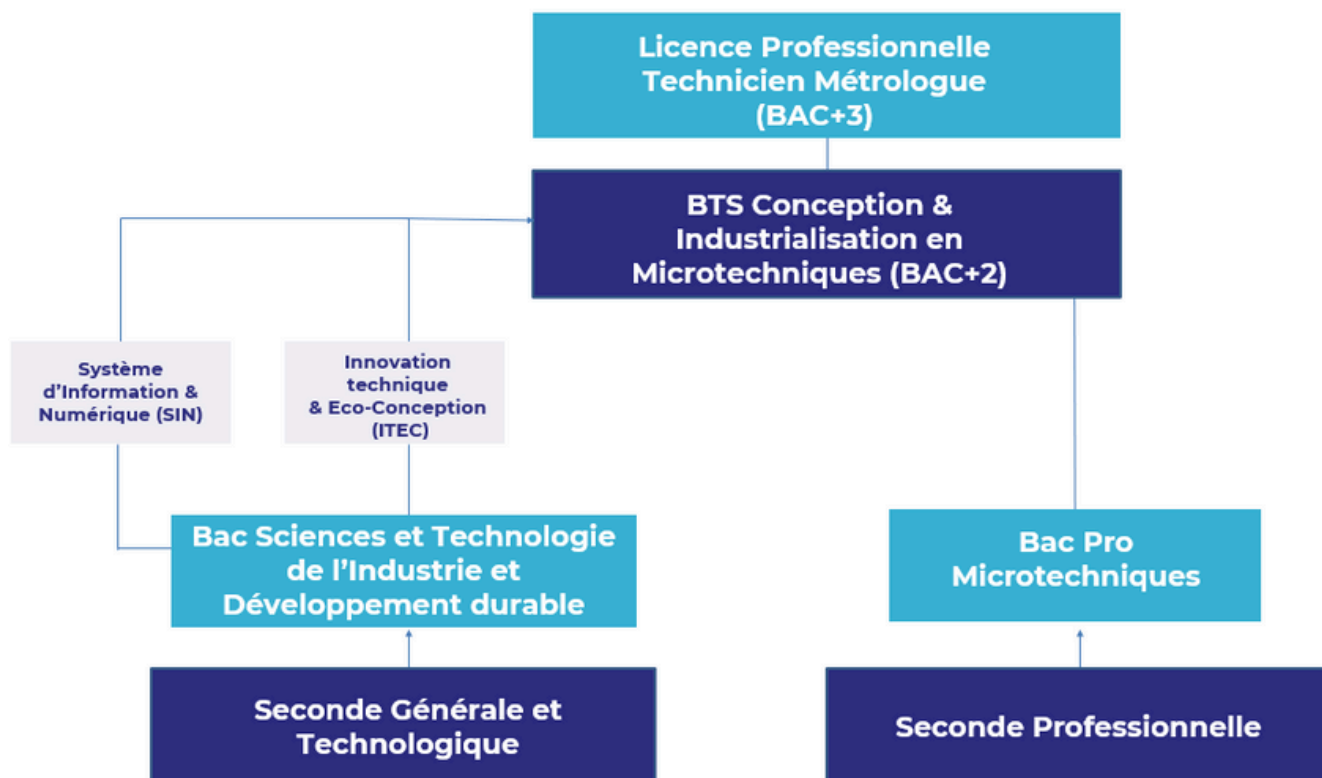 Licence Professionnelle
Technicien Métrologue
(BAC+3)
BTS Conception &
Industrialisation en
Microtechniques (BAC+2)
Système
d'Information &
Numérique (SIN)
Innovation
technique
& Eco-Conception
(ITEC)
Bac Sciences et Technologie
de l'Industrie et
Développement durable
Bac Pro
Microtechniques
Seconde Générale et
Technologique
Seconde Professionnelle